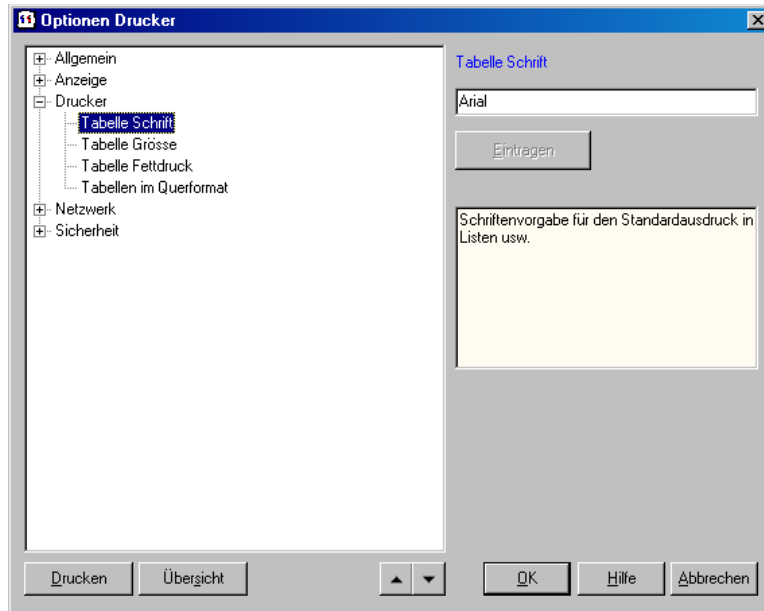 Optionen Drucker
Allgemein
Anzeige
Drucker
Tabelle Schrift
Tabelle Grösse
Tabelle Fettdruck
Tabellen im Querformat
Netzwerk
Sicherheit
Tabelle Schrift
Arial
Eintragen
Schriftenvorgabe für den Standardausdruck in
Listen usw.
Drucken
Übersicht
OK
Hilfe
Abbrechen